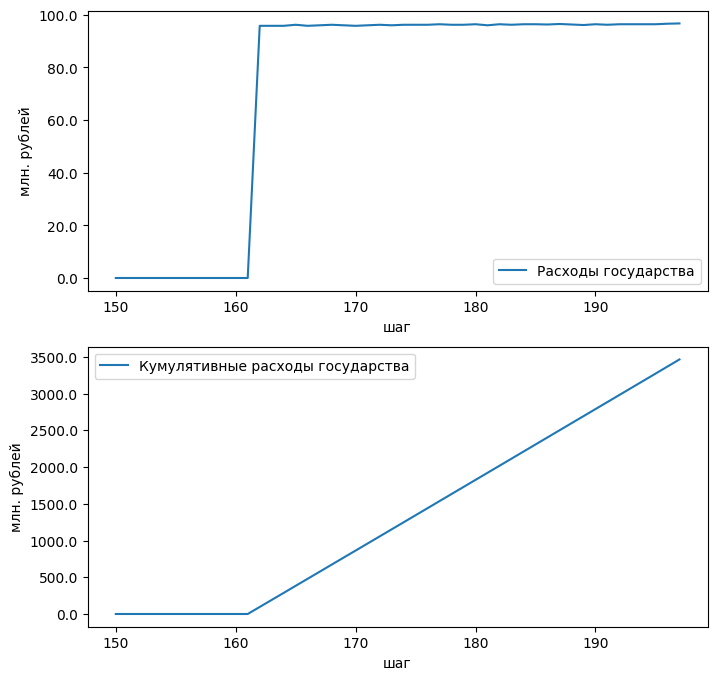 100.0
80.0
60.0
40.0
20.0
0.0
млн. рублей
Расходы государства
150 160 170 180 190
шаг
3500.0
3000.0
2500.0
2000.0
1500.0
1000.0
500.0
0.0
млн. рублей
Кумулятивные расходы государства
150 160 170 180 190
шаг